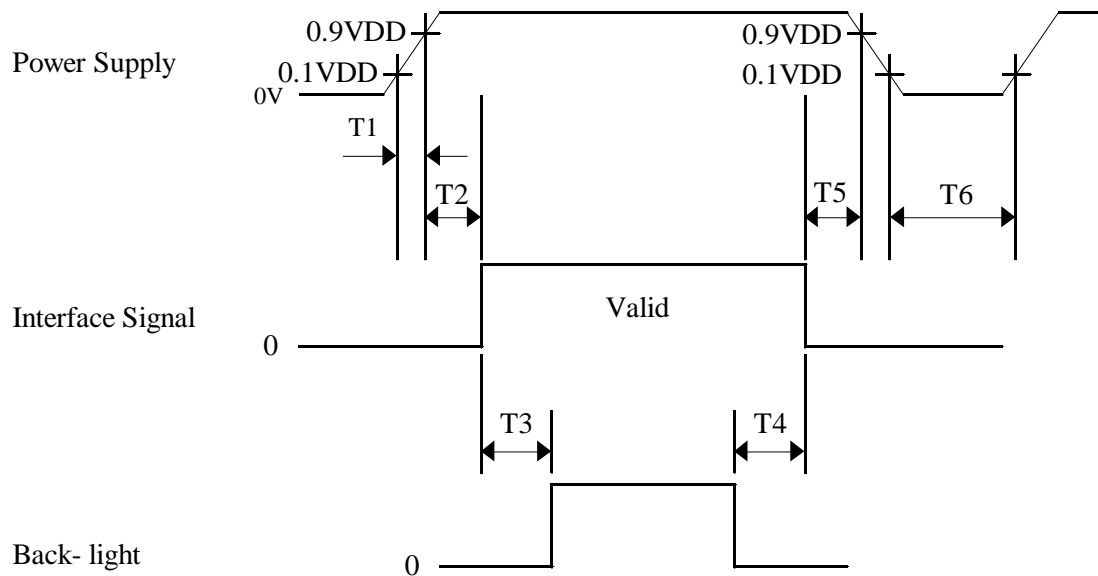 0.9VDD
0.9VDD
Power Supply
0.1VDD
0.1VDD
0V
T1
T2
T5
T6
Valid
Interface Signal
0
T3
T4
Back- light
0